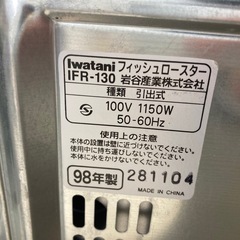 Iwatani フィッシュロースター
IFR-130 岩谷産業株式会社
種類 引出式
100V 1150W
50-60Hz
使用上の注意
本体の設置は壁に近づけないでください。
使用中に持ち運びしないでください。
本体に水をかけないでください。
98年製 281104
MADE IN CHINA